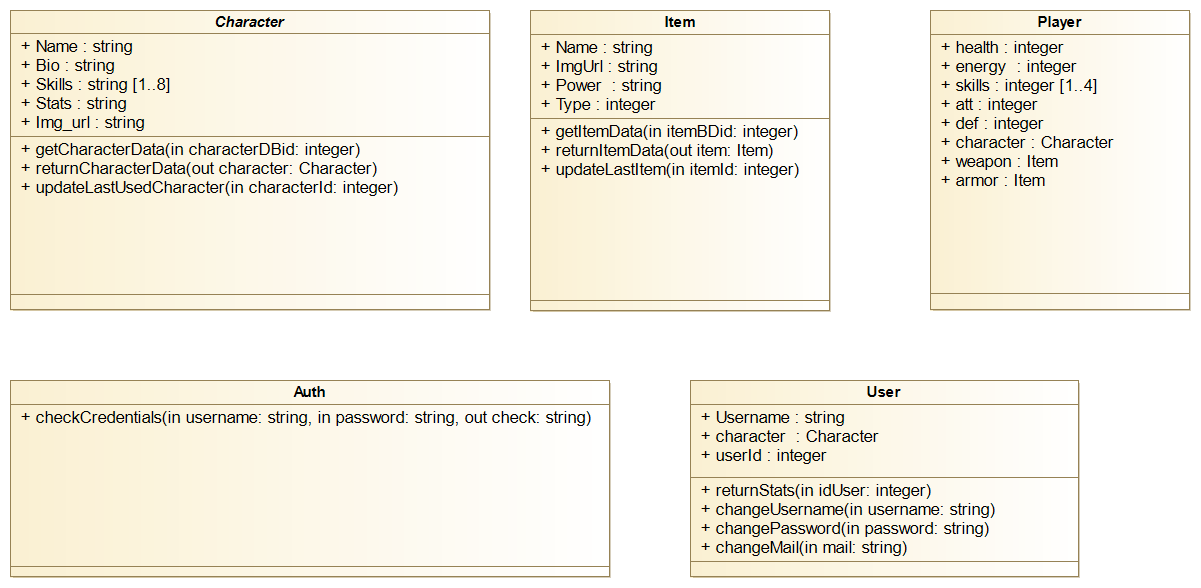 Character
+ Name : string
+ Bio : string
+ Skills : string [1..8]
+ Stats : string
+ Img_url : string
+ getCharacterData(in characterDBid: integer)
+ returnCharacterData(out character: Character)
+ updateLastUsedCharacter(in characterId: integer)
Item
+ Name : string
+ ImgUrl : string
+ Power : string
+ Type : integer
+ getItemData(in itemBDid: integer)
+ returnItemData(out item: Item)
+ updateLastItem(in itemId: integer)
Player
+ health : integer
+ energy : integer
+ skills : integer [1..4]
+ att : integer
+ def : integer
+ character : Character
+ weapon : Item
+ armor : Item
Auth
+ checkCredentials(in username: string, in password: string, out check: string)
User
+ Username : string
+ character : Character
+ userId : integer
+ returnStats(in idUser: integer)
+ changeUsername(in username: string)
+ changePassword(in password: string)
+ changeMail(in mail: string)